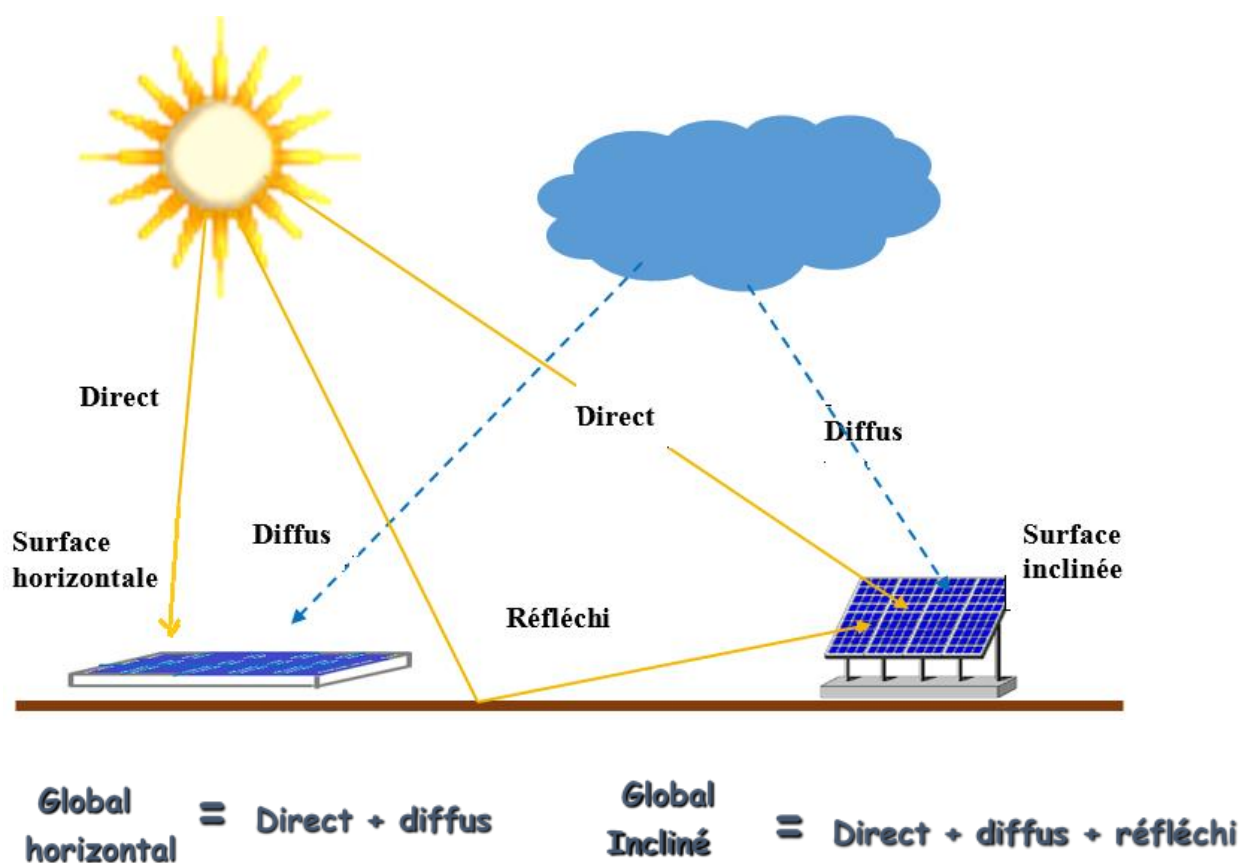 Direct
Direct
Diffus
Diffus
Surface
horizontale
Surface
inclinée
Réfléchi
Global
horizontal
= Direct + diffus
Global
Incliné
= Direct + diffus + réfléchi